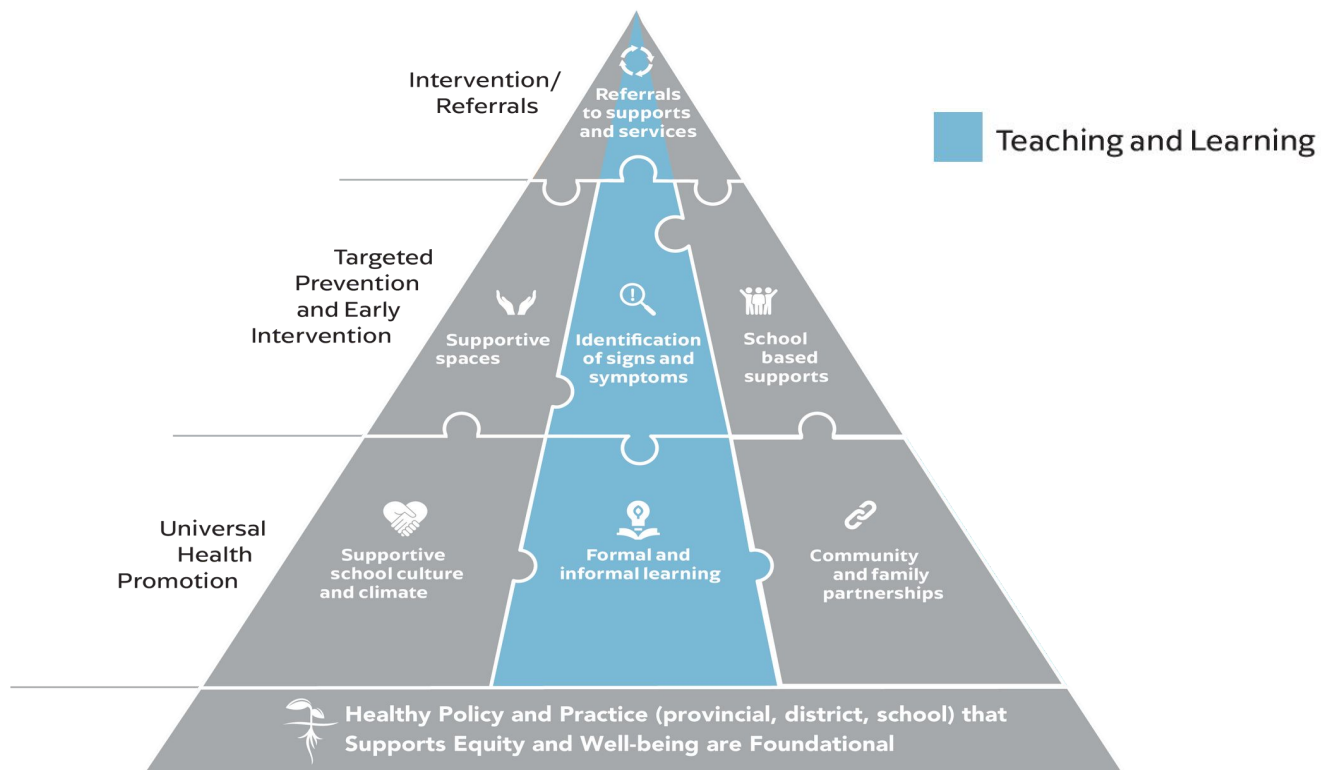 Intervention/
Referrals
Referrals
to supports
and services
Teaching and Learning
Targeted
Prevention
and Early
Intervention
Supportive
spaces
Identification
of signs and
symptoms
School
based
supports
Universal
Health
Promotion
Supportive
school culture
and climate
Formal and
informal learning
Community
and family
partnerships
Healthy Policy and Practice (provincial, district, school) that
Supports Equity and Well-being are Foundational